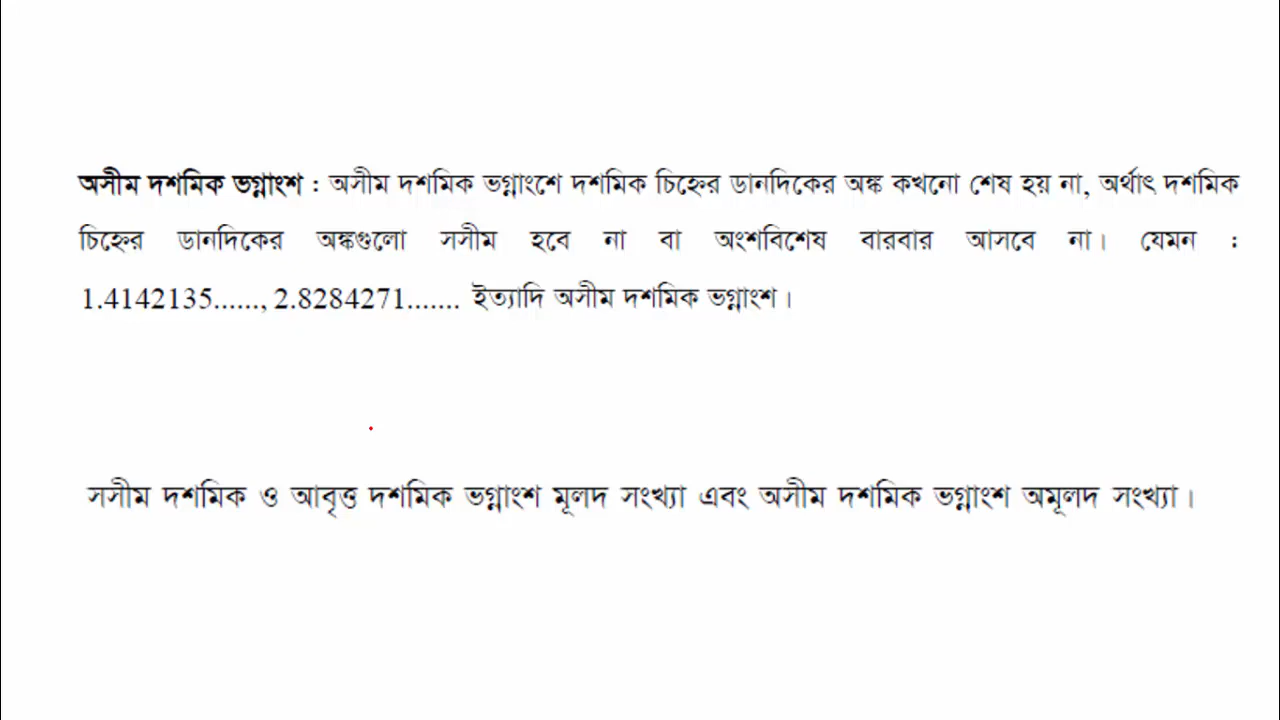 অসীম দশমিক ভগ্নাংশ : অসীম দশমিক ভগ্নাংশে দশমিক চিহ্নের ডানদিকের অঙ্ক কখনো শেষ হয় না, অর্থাৎ দশমিক
চিহ্নের ডানদিকের অঙ্কগুলো সসীম হবে না বা অংশবিশেষ বারবার আসবে না। যেমন :
1.4142135......, 2.8284271....... ইত্যাদি অসীম দশমিক ভগ্নাংশ।
সসীম দশমিক ও আবৃত্ত দশমিক ভগ্নাংশ মূলদ সংখ্যা এবং অসীম দশমিক ভগ্নাংশ অমূলদ সংখ্যা।